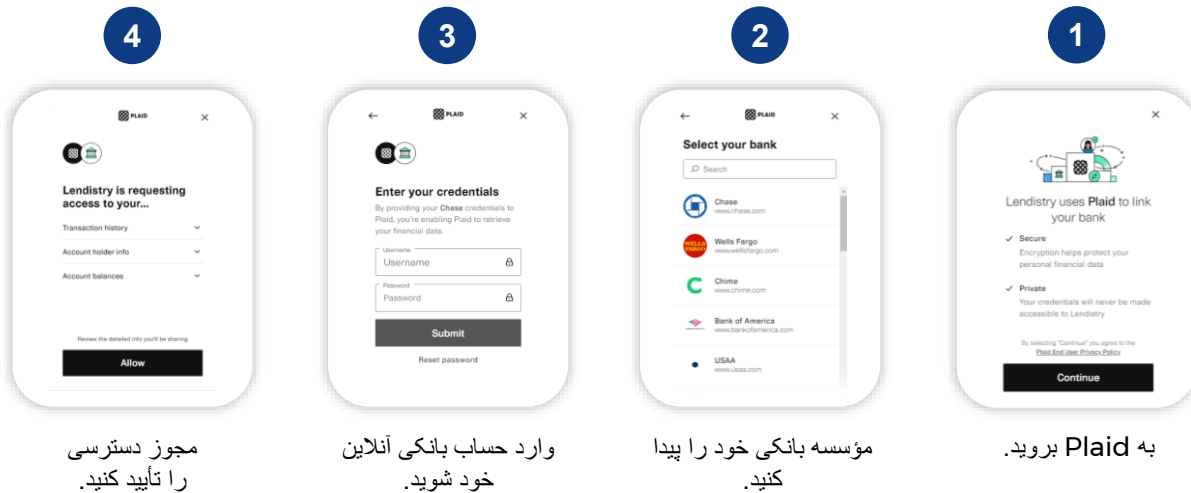 1
Lendistry uses Plaid to link
your bank
Secure
Encryption helps protect your
personal financial data
Private
Your credentials will never be made
accessible to Lendistry
By selecting "Continue" you agree to the
Plaid End User Privacy Policy
Continue
به Plaid بروید.
2
PLAID
Select your bank
Search
Chase
www.chase.com
WELLS
FARGO
Wells Fargo
www.wellsfargo.com
Chime
www.chime.com
Bank of America
www.bankofamerica.com
USAA
www.usaa.com
مؤسسه بانکی خود را پیدا
کنید.
3
PLAID
Enter your credentials
By providing your Chase credentials to
Plaid, you're enabling Plaid to retrieve
your financial data.
Username
Username
Password
Password
Submit
Reset password
وارد حساب بانکی آنلاین
خود شوید.
4
PLAID
Lendistry is requesting
access to your...
Transaction history
Account holder info
Account balances
Review the detailed info you'll be sharing
Allow
مجوز دسترسی
را تأیید کنید.